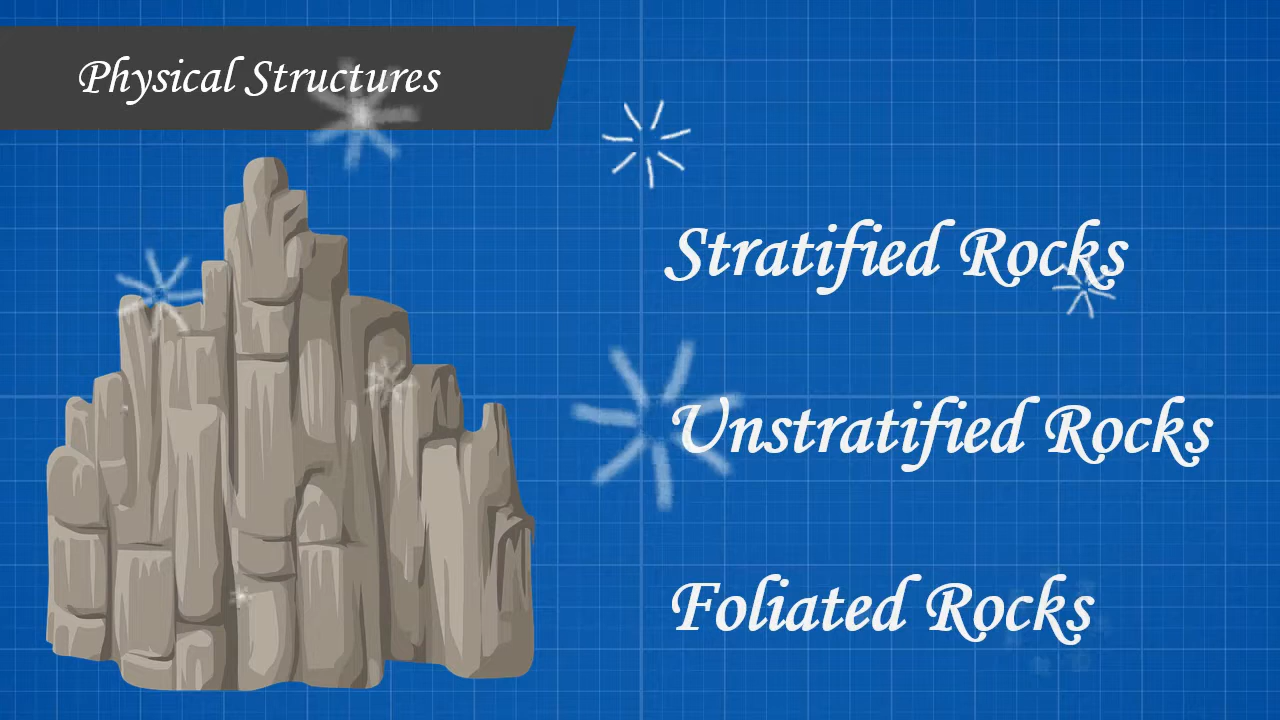 Physical Structures
Stratified Rocks
Unstratified Rocks
Foliated Rocks